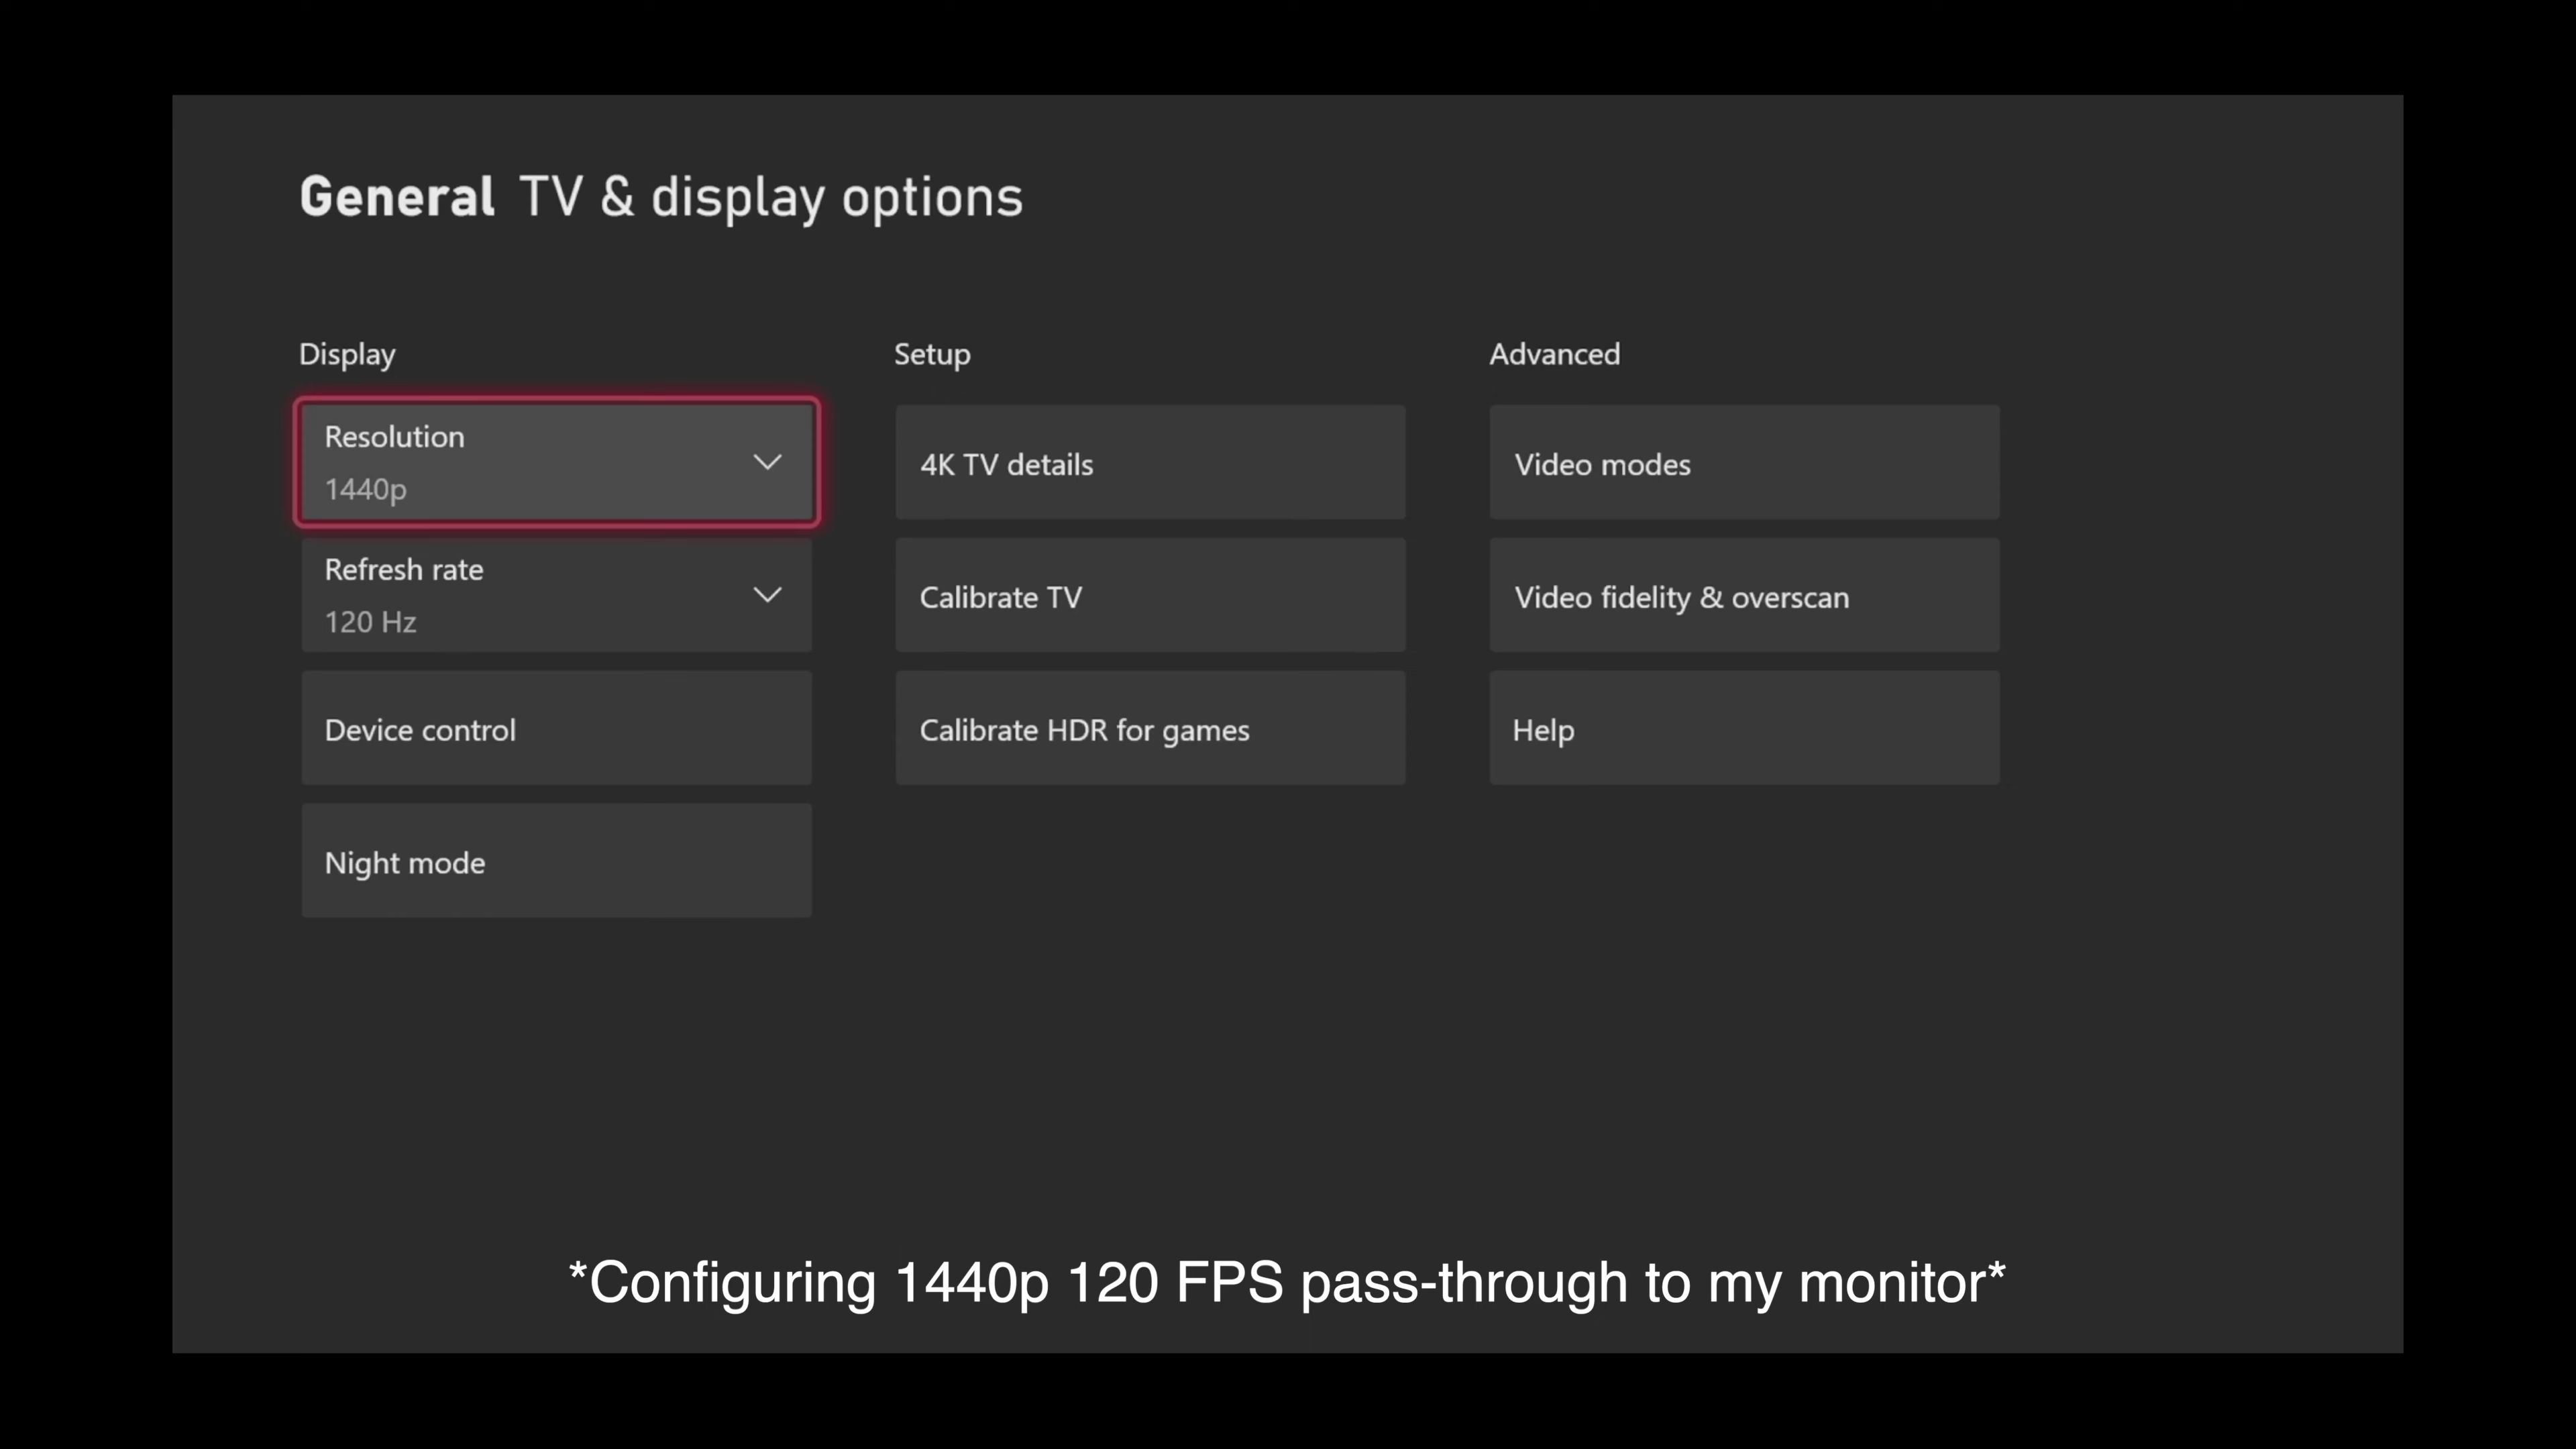 General TV & display options
Display
Resolution
1440p
Refresh rate
120 Hz
Device control
Night mode
Setup
4K TV details
Calibrate TV
Calibrate HDR for games
Advanced
Video modes
Video fidelity & overscan
Help
*Configuring 1440p 120 FPS pass-through to my monitor*